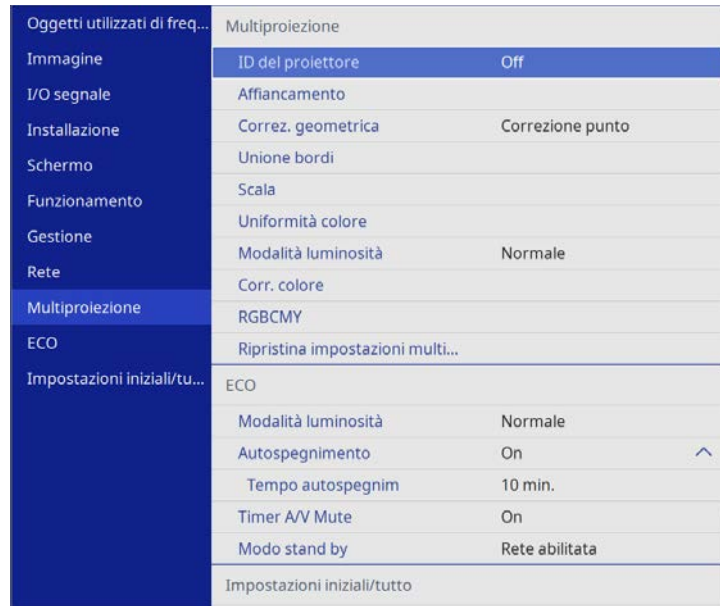 Oggetti utilizzati di freq...
Immagine
I/O segnale
Installazione
Schermo
Funzionamento
Gestione
Rete
Multiproiezione
ECO
Impostazioni iniziali/tu...
Multiproiezione
ID del proiettore Off
Affiancamento
Correz. geometrica Correzione punto
Unione bordi
Scala
Uniformità colore
Modalità luminosità Normale
Corr. colore
RGBCMY
Ripristina impostazioni multi...
ECO
Modalità luminosità Normale
Autospegnimento On
Tempo autospegnim 10 min.
Timer A/V Mute On
Modo stand by Rete abilitata
Impostazioni iniziali/tutto